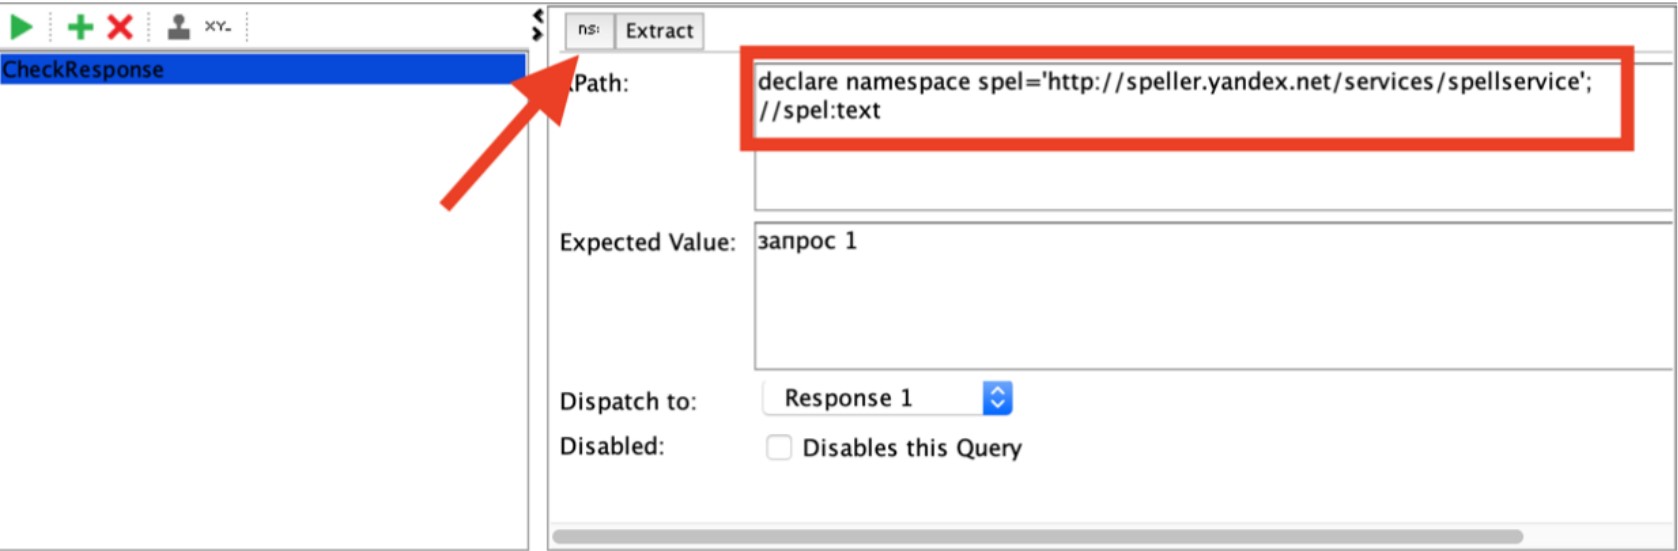 XY-
ns: Extract
CheckResponse
Path:
declare namespace spel='http://speller.yandex.net/services/spellservice';
//spel:text
Expected Value:
запрос 1
Dispatch to:
Response 1
Disabled:
Disables this Query